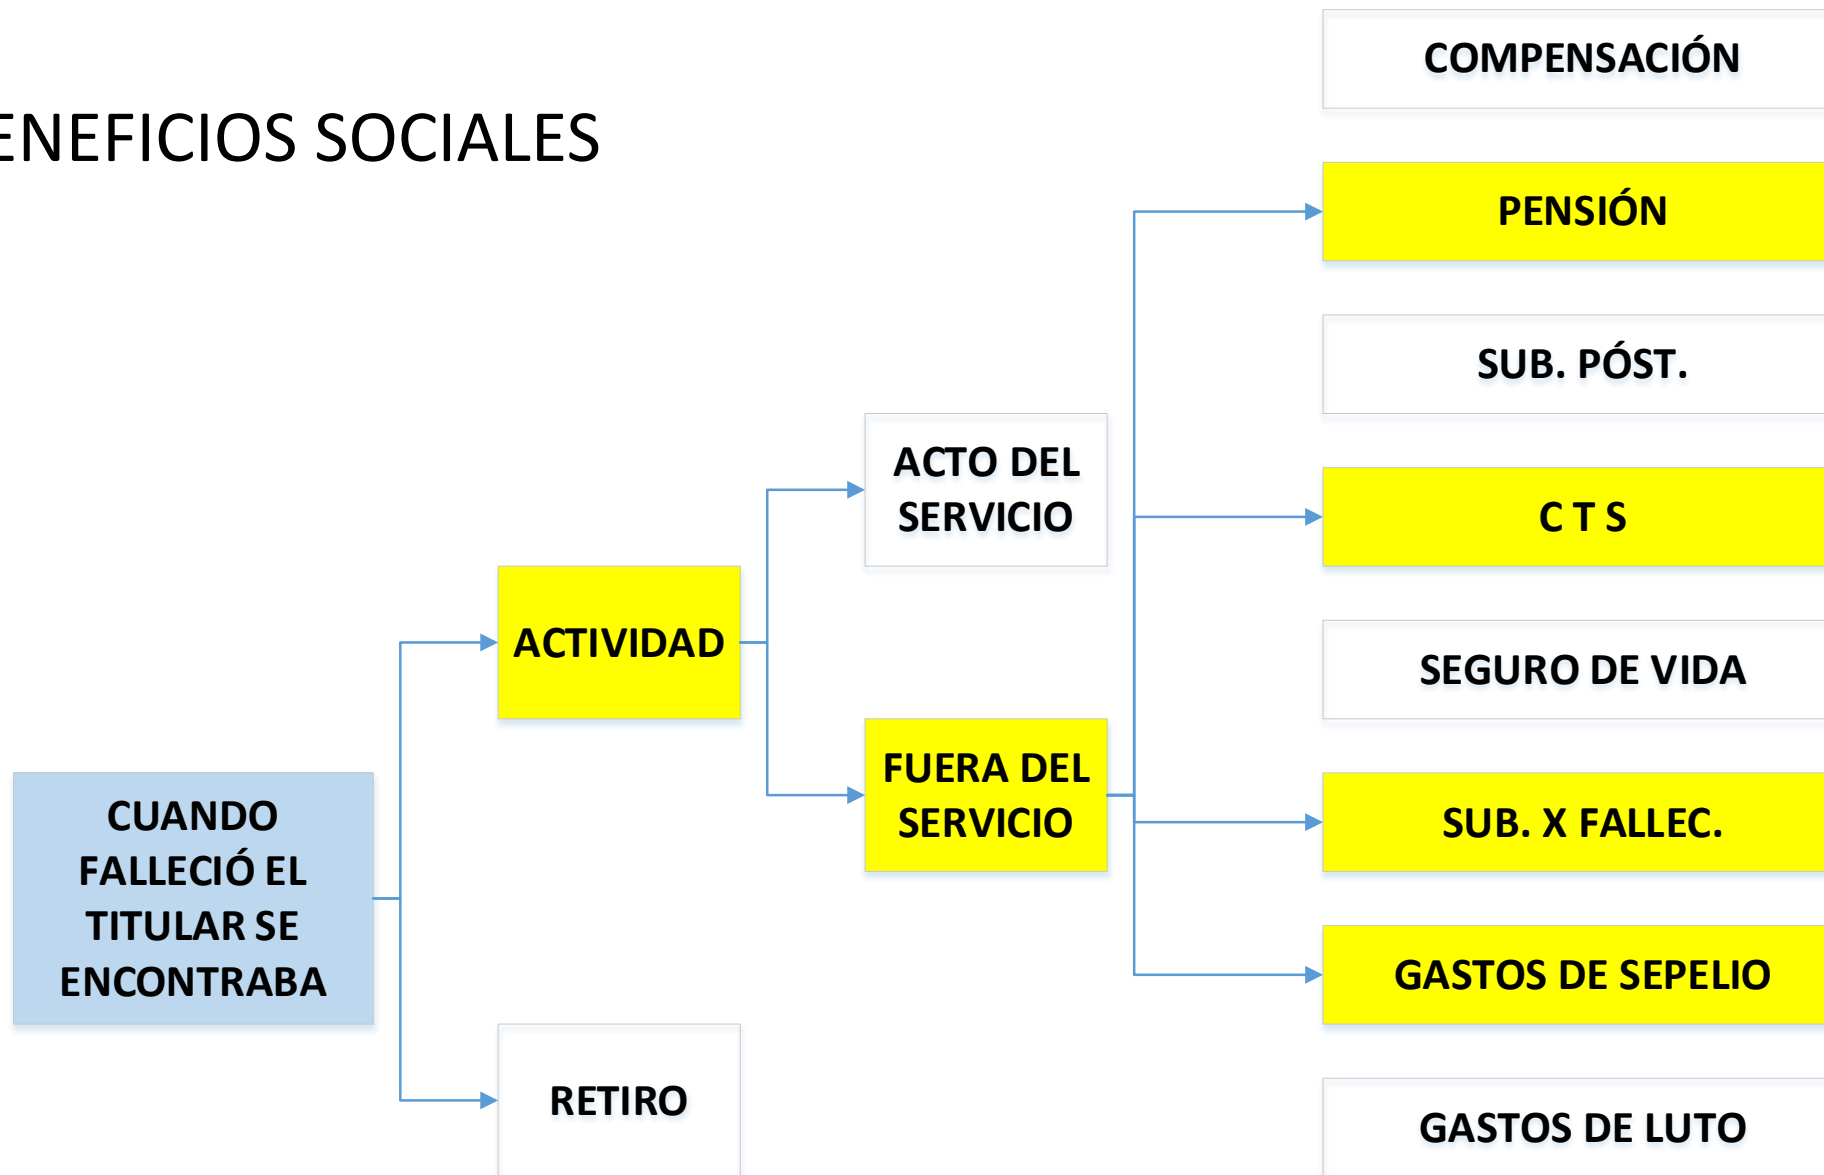 ENEFICIOS SOCIALES
COMPENSACIÓN
PENSIÓN
SUB. PÓST.
ACTO DEL
SERVICIO
C T S
ACTIVIDAD
SEGURO DE VIDA
FUERA DEL
SERVICIO
CUANDO
FALLECIÓ EL
TITULAR SE
ENCONTRABA
SUB. X FALLEC.
GASTOS DE SEPELIO
RETIRO
GASTOS DE LUTO